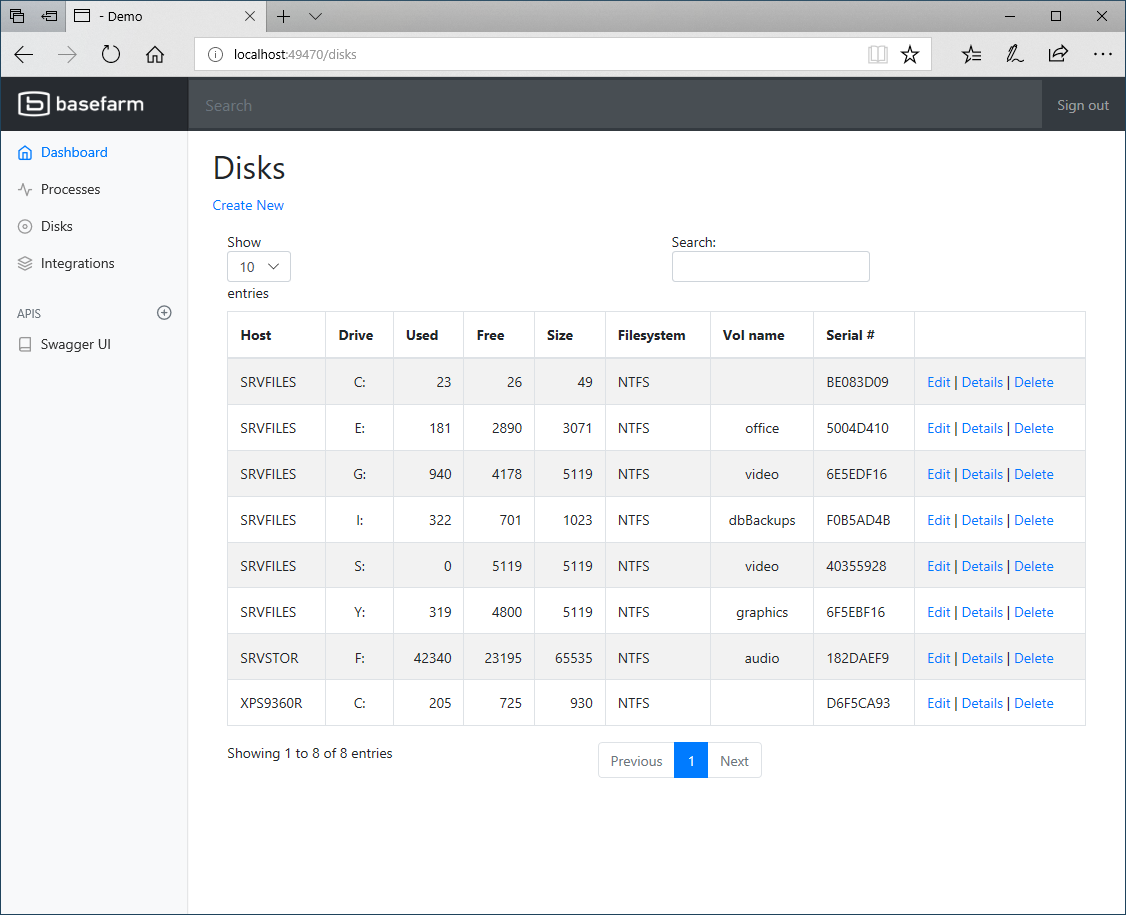 - Demo
localhost:49470/disks
basefarm
Search
Sign out
Dashboard
Processes
Disks
Integrations
APIS
Swagger UI
Disks
Create New
Show
10
entries
Search:
Host Drive Used Free Size Filesystem Vol name Serial #
SRVFILES C: 23 26 49 NTFS BE083D09 Edit | Details | Delete
SRVFILES E: 181 2890 3071 NTFS office 5004D410 Edit | Details | Delete
SRVFILES G: 940 4178 5119 NTFS video 6E5EDF16 Edit | Details | Delete
SRVFILES I: 322 701 1023 NTFS dbBackups F0B5AD4B Edit | Details | Delete
SRVFILES S: 0 5119 5119 NTFS video 40355928 Edit | Details | Delete
SRVFILES Y: 319 4800 5119 NTFS graphics 6F5EBF16 Edit | Details | Delete
SRVSTOR F: 42340 23195 65535 NTFS audio 182DAEF9 Edit | Details | Delete
XPS9360R C: 205 725 930 NTFS D6F5CA93 Edit | Details | Delete
Showing 1 to 8 of 8 entries
Previous 1 Next